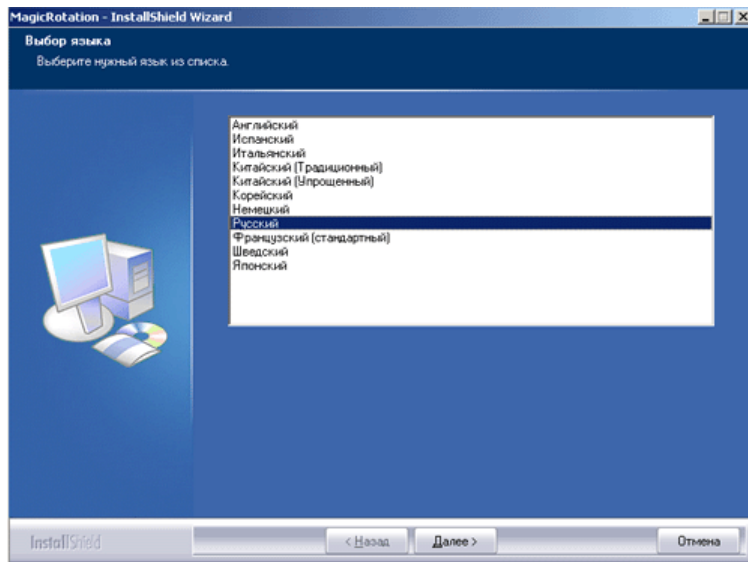 MagicRotation - InstallShield Wizard
Выбор языка
Выберите нужный язык из списка.
Английский
Испанский
Итальянский
Китайский (Традиционный)
Китайский (Упрощенный)
Корейский
Немецкий
Русский
Французский (стандартный)
Шведский
Японский
InstallShield
< Назад
Далее >
Отмена